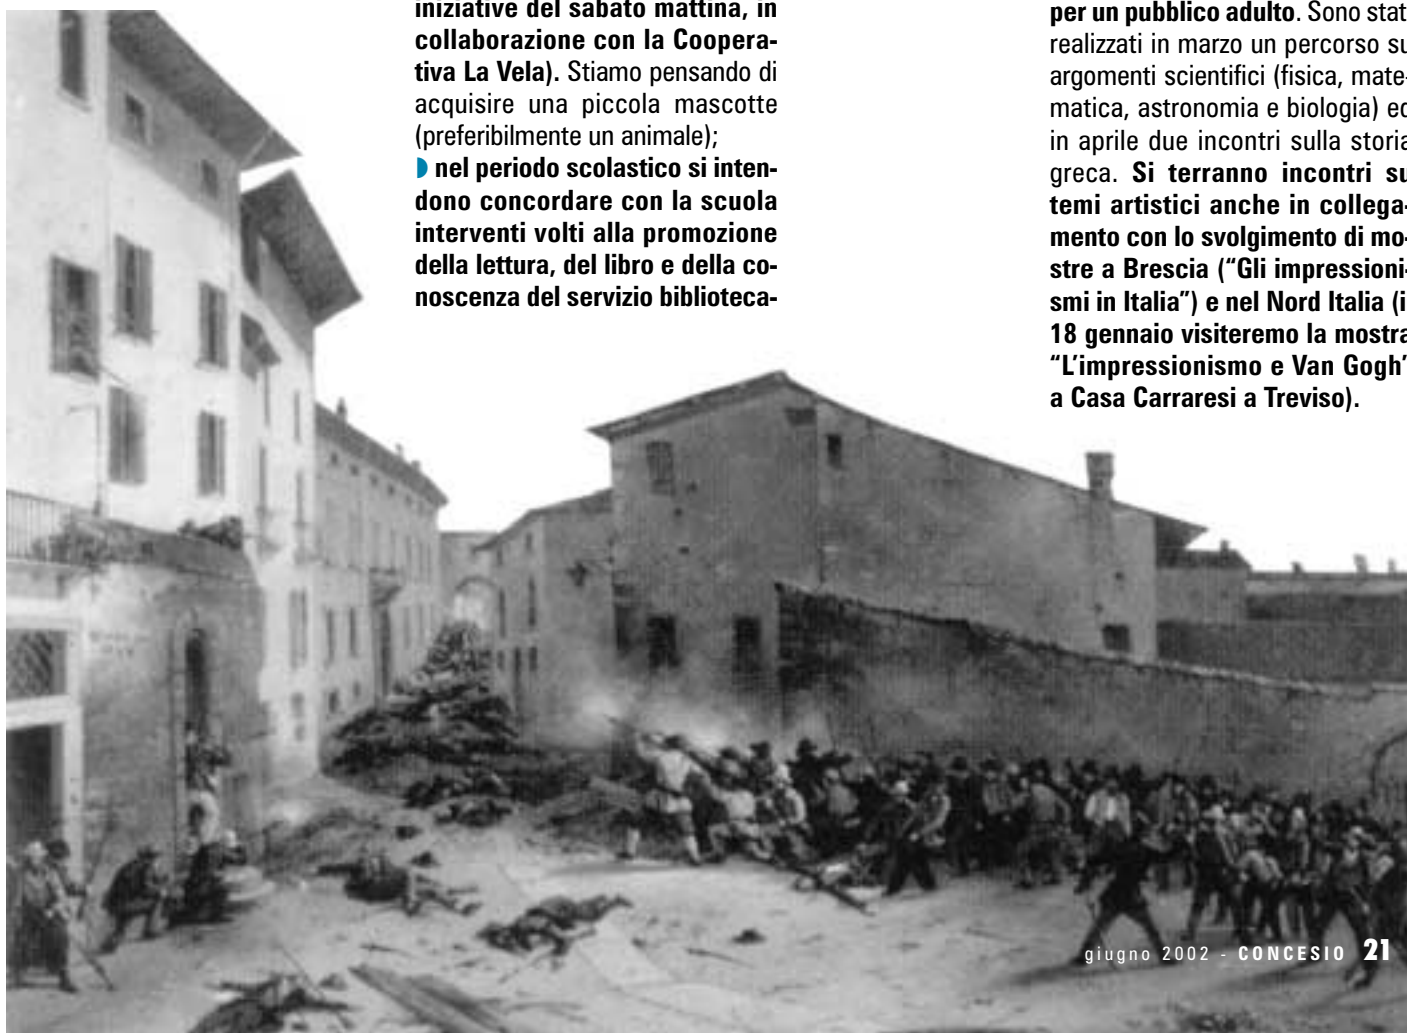 iniziative del sabato mattina, in
collaborazione con la Coopera-
tiva La Vela). Stiamo pensando di
acquisire una piccola mascotte
(preferibilmente un animale);
nel periodo scolastico si inten-
dono concordare con la scuola
interventi volti alla promozione
della lettura, del libro e della co-
noscenza del servizio biblioteca-
per un pubblico adulto. Sono stat
realizzati in marzo un percorso su
argomenti scientifici (fisica, mate-
matica, astronomia e biologia) ed
in aprile due incontri sulla storia
greca. Si terranno incontri su
temi artistici anche in collega-
mento con lo svolgimento di mo-
stre a Brescia (“Gli impressioni-
smi in Italia”) e nel Nord Italia (i
18 gennaio visiteremo la mostra
“L’impressionismo e Van Gogh”
a Casa Carraresi a Treviso).
giugno 2002 - CONCESIO 21